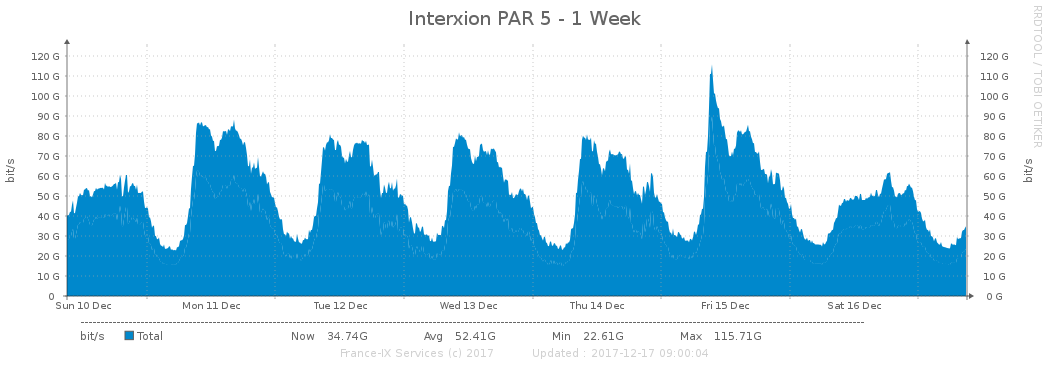 Interxion PAR 5 - 1 Week
RRDTOOL / TOBI OETIKER
bit/s
120 G 120 G
110 G 110 G
100 G 100 G
90 G 90 G
80 G 80 G
70 G 70 G
60 G 60 G
50 G 50 G
40 G 40 G
30 G 30 G
20 G 20 G
10 G 10 G
0 0 G
bit/s
Sun 10 Dec Mon 11 Dec Tue 12 Dec Wed 13 Dec Thu 14 Dec Fri 15 Dec Sat 16 Dec
bit/s Total Now 34.74G Avg 52.41G Min 22.61G Max 115.71G
France-IX Services (c) 2017 Updated : 2017-12-17 09:00:04